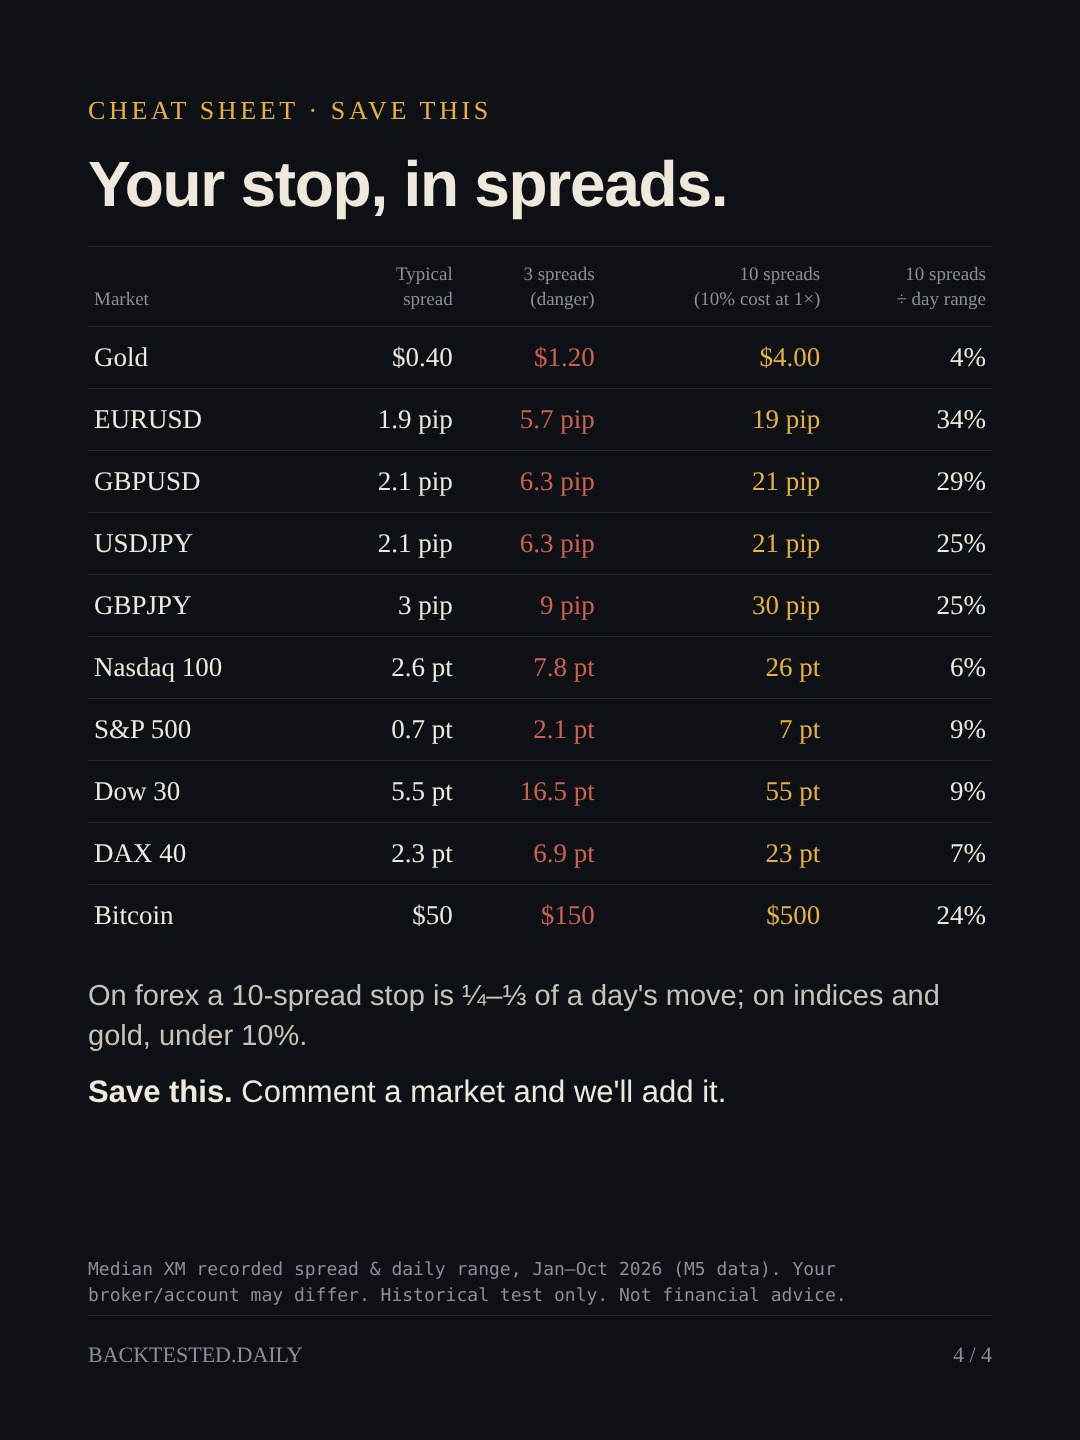 CHEAT SHEET · SAVE THIS
Your stop, in spreads.
Market | Typical spread | 3 spreads (danger) | 10 spreads (10% cost at 1×) | 10 spreads ÷ day range
Gold $0.40 $1.20 $4.00 4%
EURUSD 1.9 pip 5.7 pip 19 pip 34%
GBPUSD 2.1 pip 6.3 pip 21 pip 29%
USDJPY 2.1 pip 6.3 pip 21 pip 25%
GBPJPY 3 pip 9 pip 30 pip 25%
Nasdaq 100 2.6 pt 7.8 pt 26 pt 6%
S&P 500 0.7 pt 2.1 pt 7 pt 9%
Dow 30 5.5 pt 16.5 pt 55 pt 9%
DAX 40 2.3 pt 6.9 pt 23 pt 7%
Bitcoin $50 $150 $500 24%
On forex a 10-spread stop is ¼–⅓ of a day's move; on indices and
gold, under 10%.
Save this. Comment a market and we'll add it.
Median XM recorded spread & daily range, Jan–Oct 2026 (M5 data). Your
broker/account may differ. Historical test only. Not financial advice.
BACKTESTED.DAILY 4 / 4